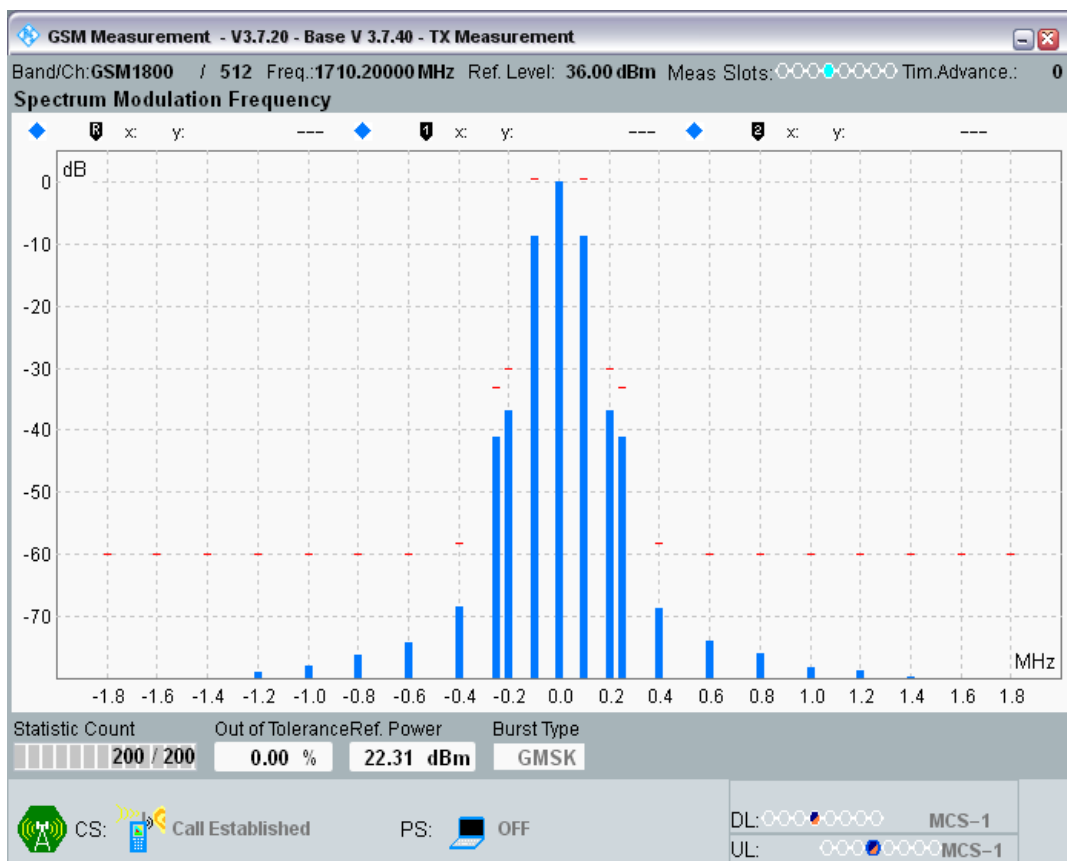 GSM Measurement - V3.7.20 - Base V 3.7.40 - TX Measurement
Band/Ch:GSM1800 / 512 Freq.:1710.20000 MHz Ref. Level: 36.00 dBm Meas Slots: Tim.Advance.: 0
Spectrum Modulation Frequency
R x: y: --- 1 x: y: --- 2 x: y: ---
dB
0
-10
-20
-30
-40
-50
-60
-70
MHz
-1.8 -1.6 -1.4 -1.2 -1.0 -0.8 -0.6 -0.4 -0.2 0.0 0.2 0.4 0.6 0.8 1.0 1.2 1.4 1.6 1.8
Statistic Count Out of Tolerance Ref. Power Burst Type
200 / 200 0.00 % 22.31 dBm GMSK
CS: Call Established PS: OFF
DL: MCS-1
UL: MCS-1